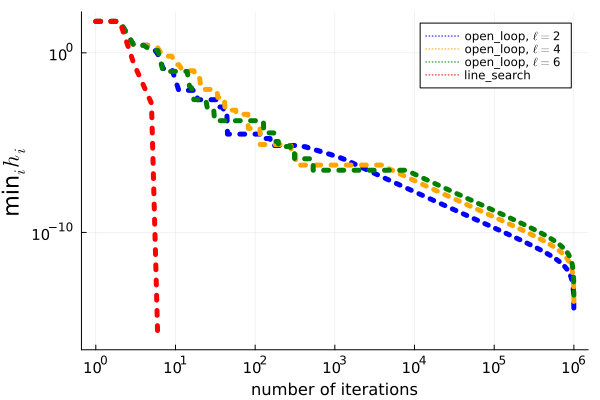 open_loop, ℓ = 2
open_loop, ℓ = 4
open_loop, ℓ = 6
line_search
min_i h_i
10^0
10^-10
10^0 10^1 10^2 10^3 10^4 10^5 10^6
number of iterations